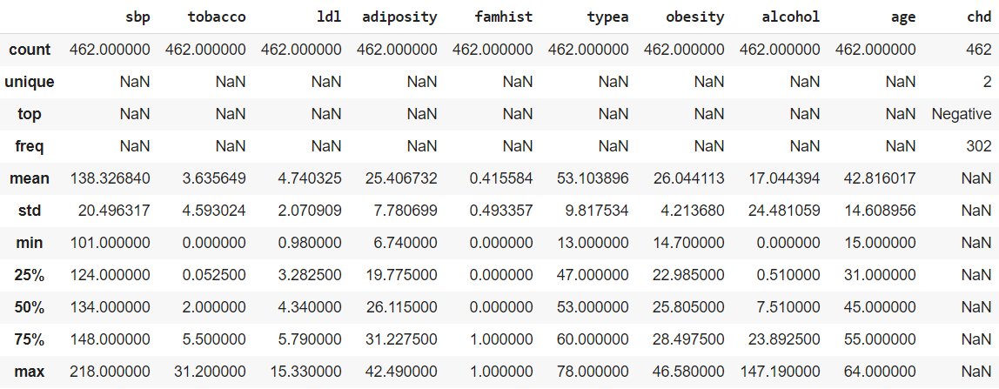 sbp tobacco ldl adiposity famhist typea obesity alcohol age chd
count 462.000000 462.000000 462.000000 462.000000 462.000000 462.000000 462.000000 462.000000 462.000000 462
unique NaN NaN NaN NaN NaN NaN NaN NaN NaN 2
top NaN NaN NaN NaN NaN NaN NaN NaN NaN Negative
freq NaN NaN NaN NaN NaN NaN NaN NaN NaN 302
mean 138.326840 3.635649 4.740325 25.406732 0.415584 53.103896 26.044113 17.044394 42.816017 NaN
std 20.496317 4.593024 2.070909 7.780699 0.493357 9.817534 4.213680 24.481059 14.608956 NaN
min 101.000000 0.000000 0.980000 6.740000 0.000000 13.000000 14.700000 0.000000 15.000000 NaN
25% 124.000000 0.052500 3.282500 19.775000 0.000000 47.000000 22.985000 0.510000 31.000000 NaN
50% 134.000000 2.000000 4.340000 26.115000 0.000000 53.000000 25.805000 7.510000 45.000000 NaN
75% 148.000000 5.500000 5.790000 31.227500 1.000000 60.000000 28.497500 23.892500 55.000000 NaN
max 218.000000 31.200000 15.330000 42.490000 1.000000 78.000000 46.580000 147.190000 64.000000 NaN